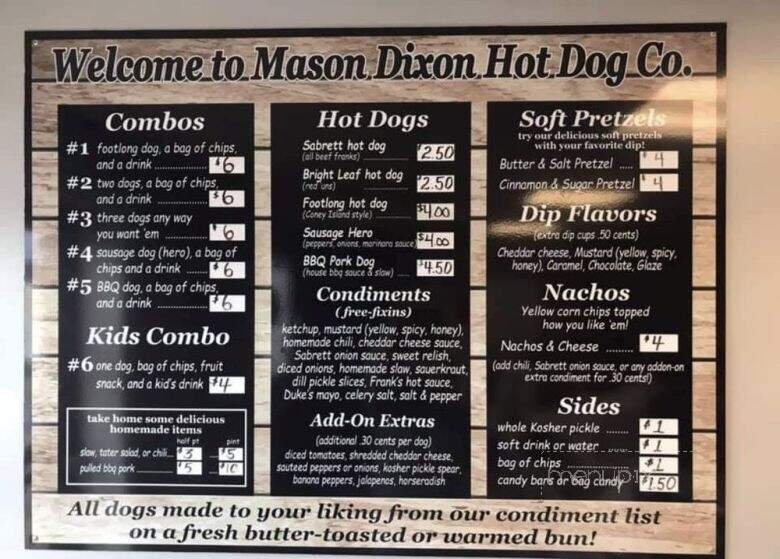 Welcome to Mason Dixon Hot Dog Co.
Combos
#1 footlong dog, a bag of chips,
and a drink ........... $6
#2 two dogs, a bag of chips,
and a drink ........... $6
#3 three dogs any way
you want 'em ........... $6
#4 sausage dog (hero), a bag of
chips and a drink ........... $6
#5 BBQ dog, a bag of chips,
and a drink ........... $6
Kids Combo
#6 one dog, bag of chips, fruit
snack, and a kid's drink $4
take home some delicious
homemade items
half pt pint
slaw, tater salad, or chili... $3 $5
pulled bbq pork ........... $5 $10
Hot Dogs
Sabrett hot dog
(all beef franks) ........... $2.50
Bright Leaf hot dog
(red uns) ........... $2.50
Footlong hot dog
(Coney Island style) ........... $4.00
Sausage Hero
(peppers, onions, marinara sauce) $4.00
BBQ Pork Dog
(house bbq sauce & slaw) .... $4.50
Condiments
(free-fixins)
ketchup, mustard (yellow, spicy, honey),
homemade chili, cheddar cheese sauce,
Sabrett onion sauce, sweet relish,
diced onions, homemade slaw, sauerkraut,
dill pickle slices, Frank's hot sauce,
Duke's mayo, celery salt, salt & pepper
Add-On Extras
(additional .30 cents per dog)
diced tomatoes, shredded cheddar cheese,
sauteed peppers or onions, kosher pickle spear,
banana peppers, jalapenos, horseradish
Soft Pretzels
try our delicious soft pretzels
with your favorite dip!
Butter & Salt Pretzel ..... $4
Cinnamon & Sugar Pretzel $4
Dip Flavors
(extra dip cups .50 cents)
Cheddar cheese, Mustard (yellow, spicy,
honey), Caramel, Chocolate, Glaze
Nachos
Yellow corn chips topped
how you like 'em!
Nachos & Cheese ......... $4
(add chili, Sabrett onion sauce, or any addon-on
extra condiment for .30 cents!)
Sides
whole Kosher pickle ........... $1
soft drink or water ........... $1
bag of chips ........... $1
candy bars or bag candy $1.50
menupix
All dogs made to your liking from our condiment list
on a fresh butter-toasted or warmed bun!